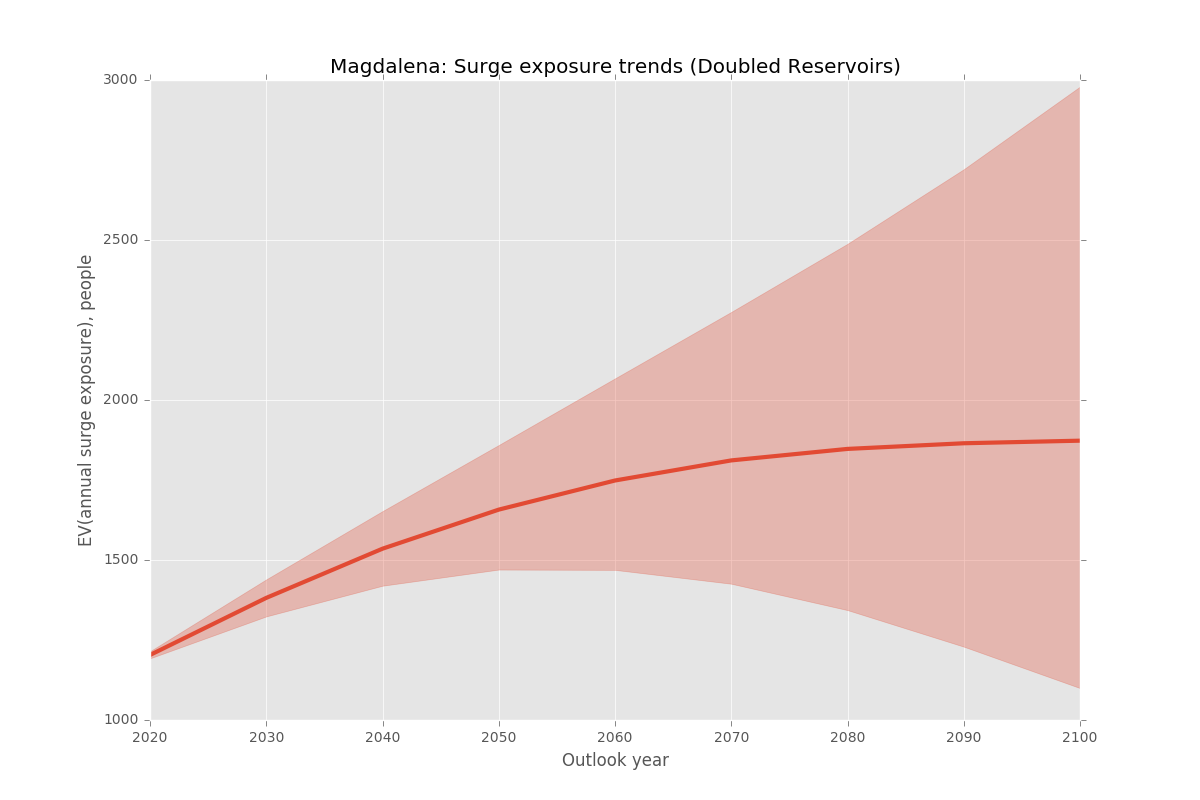 Magdalena: Surge exposure trends (Doubled Reservoirs)
3000
2500
2000
1500
1000
EV(annual surge exposure), people
2020 2030 2040 2050 2060 2070 2080 2090 2100
Outlook year